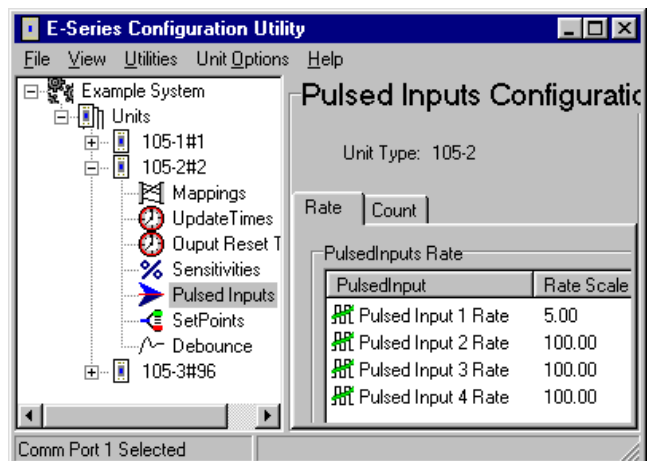 E-Series Configuration Utility
File View Utilities Unit Options Help
Example System
Units
105-1#1
105-2#2
Mappings
UpdateTimes
Ouput Reset T
Sensitivities
Pulsed Inputs
SetPoints
Debounce
105-3#96
Pulsed Inputs Configuratic
Unit Type: 105-2
Rate Count
PulsedInputs Rate
PulsedInput Rate Scale
Pulsed Input 1 Rate 5.00
Pulsed Input 2 Rate 100.00
Pulsed Input 3 Rate 100.00
Pulsed Input 4 Rate 100.00
Comm Port 1 Selected